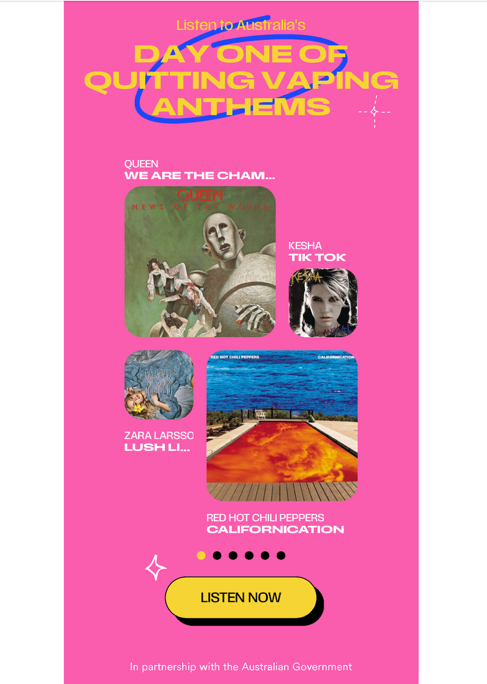 Listen to Australia's
DAY ONE OF
QUITTING VAPING
ANTHEMS
QUEEN
WE ARE THE CHAM...
QUEEN
NEWS OF THE WORLD
KESHA
TIK TOK
KE$HA
RED HOT CHILI PEPPERS
CALIFORNICATION
ZARA LARSSO
LUSH LI...
RED HOT CHILI PEPPERS
CALIFORNICATION
LISTEN NOW
In partnership with the Australian Government